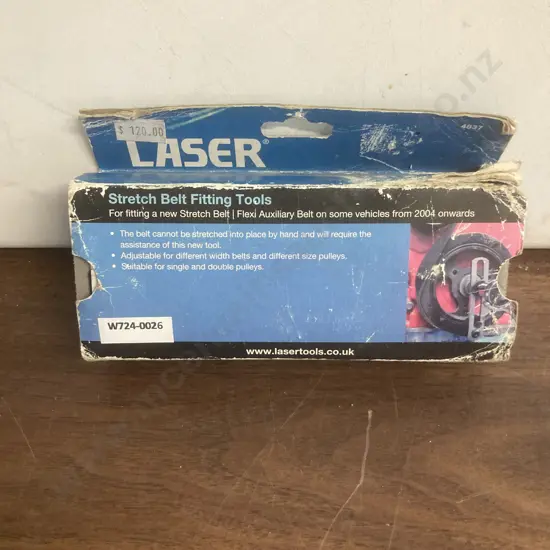 $ 120.00
4637
LASER®
Stretch Belt Fitting Tools
For fitting a new Stretch Belt | Flexi Auxiliary Belt on some vehicles from 2004 onwards
• The belt cannot be stretched into place by hand and will require the
assistance of this new tool.
• Adjustable for different width belts and different size pulleys.
• Suitable for single and double pulleys.
W724-0026
www.lasertools.co.uk